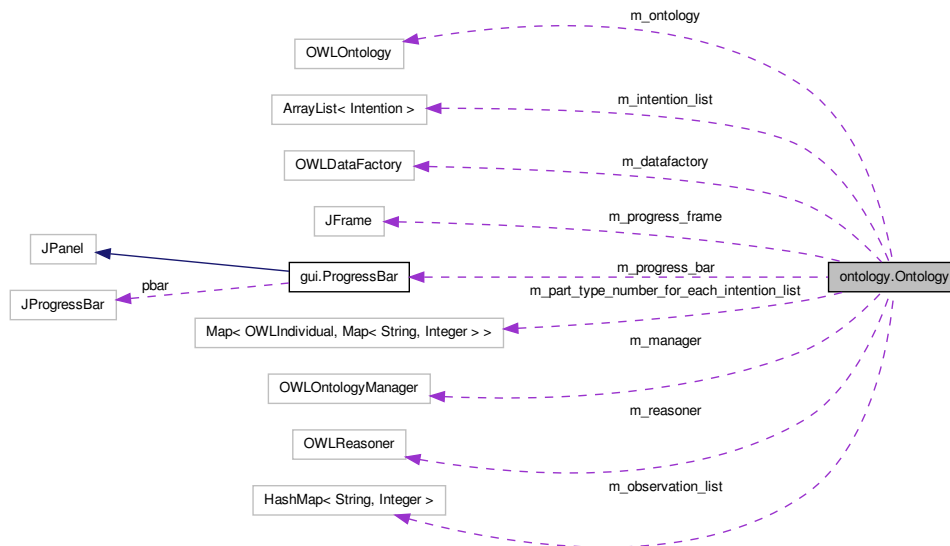 m_ontology
OWLOntology
m_intention_list
ArrayList< Intention >
m_datafactory
OWLDataFactory
m_progress_frame
JFrame
JPanel
m_progress_bar
gui.ProgressBar
ontology.Ontology
pbar
JProgressBar
m_part_type_number_for_each_intention_list
Map< OWLIndividual, Map< String, Integer > >
m_manager
OWLOntologyManager
m_reasoner
OWLReasoner
m_observation_list
HashMap< String, Integer >